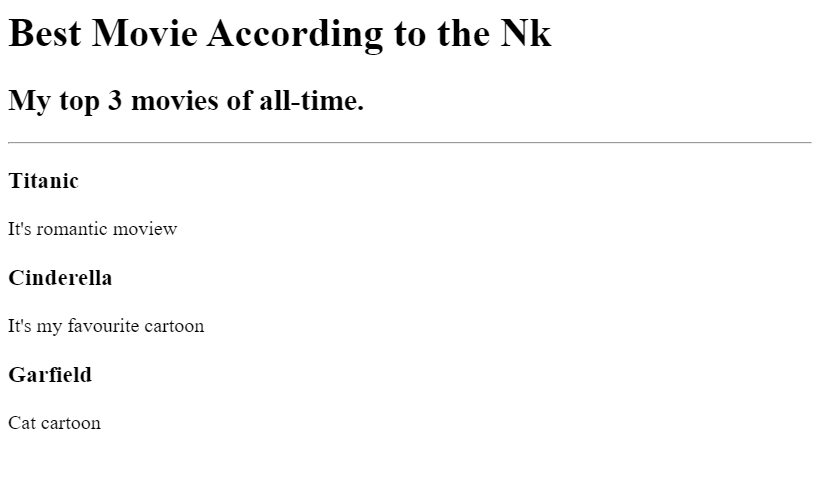 Best Movie According to the Nk
My top 3 movies of all-time.
Titanic
It's romantic moview
Cinderella
It's my favourite cartoon
Garfield
Cat cartoon